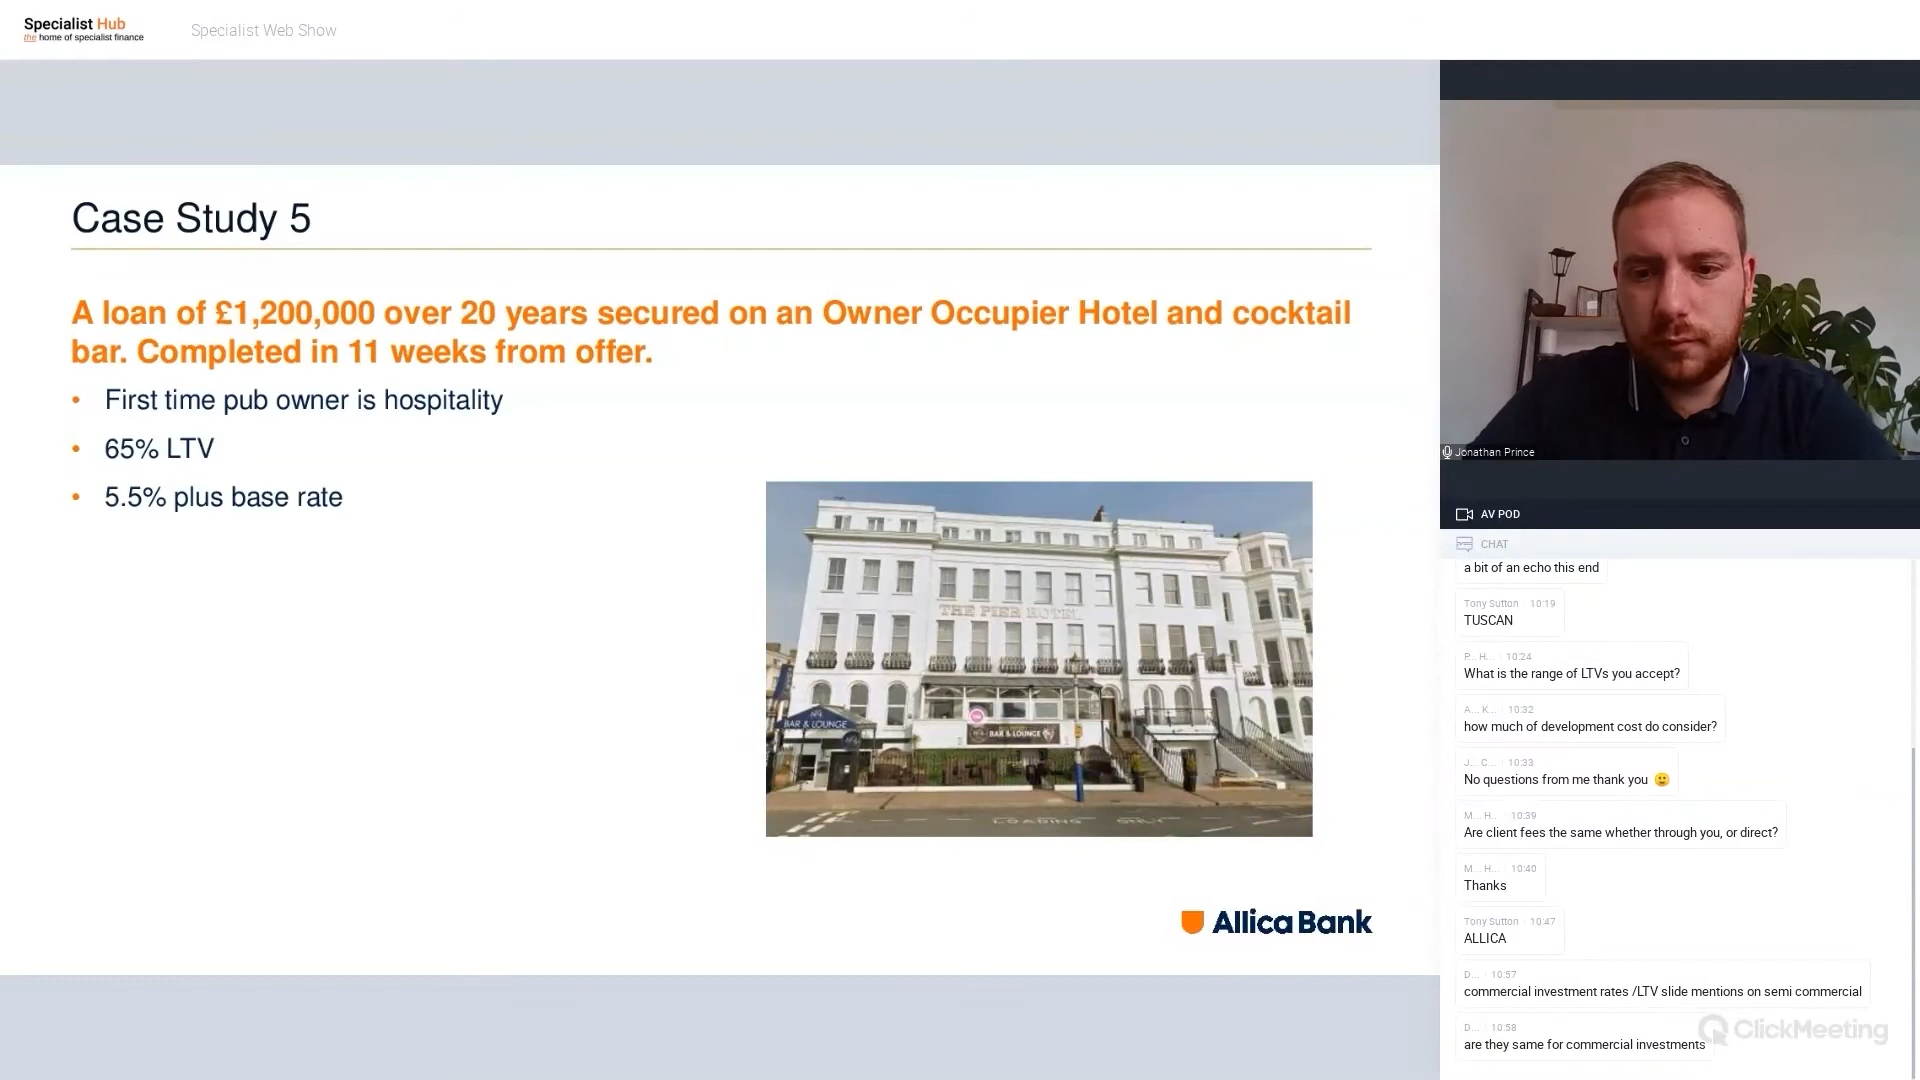 Specialist Hub
the home of specialist finance
Specialist Web Show
Case Study 5
A loan of £1,200,000 over 20 years secured on an Owner Occupier Hotel and cocktail
bar. Completed in 11 weeks from offer.
• First time pub owner is hospitality
• 65% LTV
• 5.5% plus base rate
THE PIER HOTEL
BAR & LOUNGE
BAR & LOUNGE
LOADING ONLY
Allica Bank
Jonathan Prince
AV POD
CHAT
a bit of an echo this end
Tony Sutton 10:19
TUSCAN
P... H... 10:24
What is the range of LTVs you accept?
A... K... 10:32
how much of development cost do consider?
J... C... 10:33
No questions from me thank you 🙂
M... H... 10:39
Are client fees the same whether through you, or direct?
M... H... 10:40
Thanks
Tony Sutton 10:47
ALLICA
D... 10:57
commercial investment rates /LTV slide mentions on semi commercial
D... 10:58
are they same for commercial investments
ClickMeeting